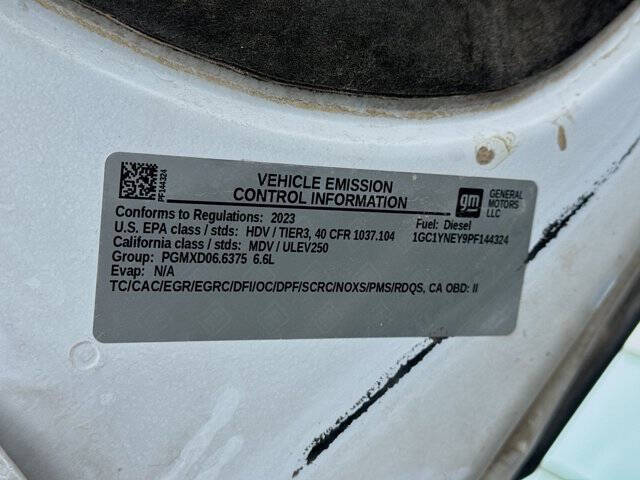 PF144324
VEHICLE EMISSION
CONTROL INFORMATION
gm GENERAL
MOTORS
LLC
Conforms to Regulations: 2023 Fuel: Diesel
U.S. EPA class / stds: HDV / TIER3, 40 CFR 1037.104 1GC1YNEY9PF144324
California class / stds: MDV / ULEV250
Group: PGMXD06.6375 6.6L
Evap: N/A
TC/CAC/EGR/EGRC/DFI/OC/DPF/SCRC/NOXS/PMS/RDQS, CA OBD: II